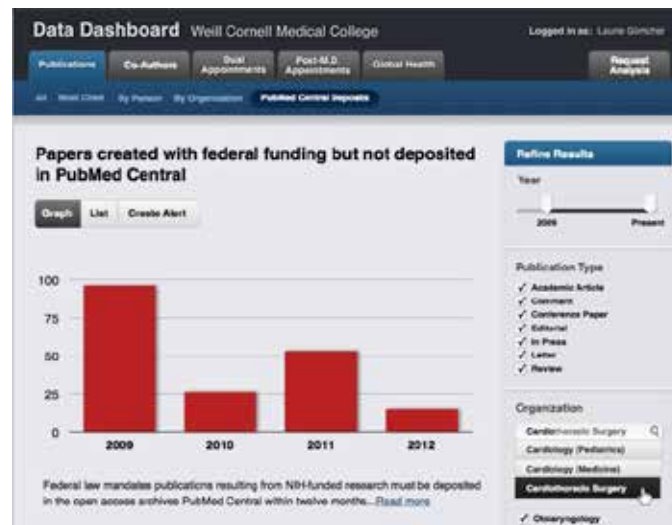 Data Dashboard Weill Cornell Medical College
Logged in as: Laurie Glimcher
Publications
Co-Authors
Dual Appointments
Post-M.D. Appointments
Global Health
Request Analysis
All Most Cited By Person By Organization PubMed Central Deposits
Papers created with federal funding but not deposited
in PubMed Central
Graph List Create Alert
100
75
50
25
0
2009 2010 2011 2012
Federal law mandates publications resulting from NIH-funded research must be deposited
in the open access archives PubMed Central within twelve months...Read more
Refine Results
Year
2009 Present
Publication Type
✓ Academic Article
✓ Comment
✓ Conference Paper
✓ Editorial
✓ In Press
✓ Letter
✓ Review
Organization
Cardiothoracic Surgery
Cardiology (Pediatrics)
Cardiology (Medicine)
Cardiothoracic Surgery
✓ Otolaryngology